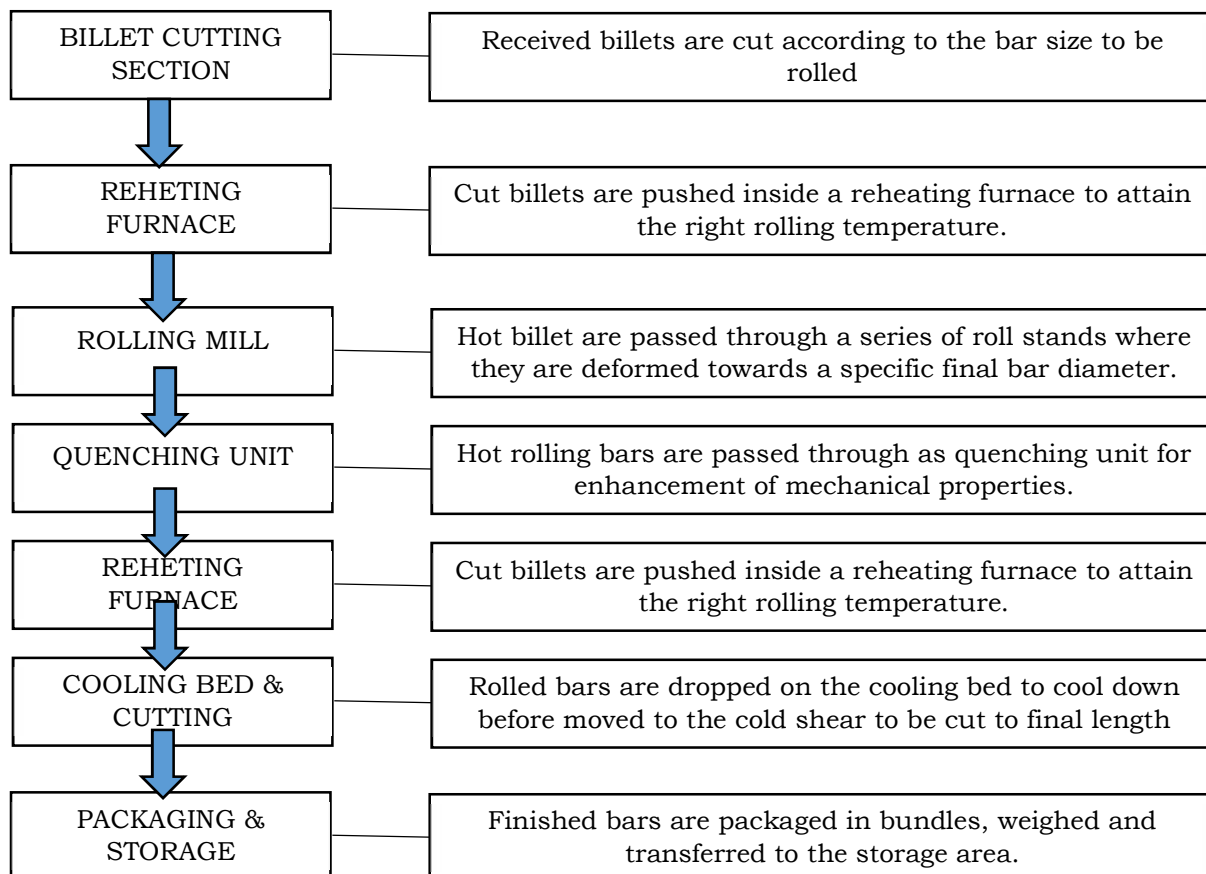 BILLET CUTTING
SECTION
Received billets are cut according to the bar size to be
rolled
REHETING
FURNACE
Cut billets are pushed inside a reheating furnace to attain
the right rolling temperature.
ROLLING MILL
Hot billet are passed through a series of roll stands where
they are deformed towards a specific final bar diameter.
QUENCHING UNIT
Hot rolling bars are passed through as quenching unit for
enhancement of mechanical properties.
REHETING
FURNACE
Cut billets are pushed inside a reheating furnace to attain
the right rolling temperature.
COOLING BED &
CUTTING
Rolled bars are dropped on the cooling bed to cool down
before moved to the cold shear to be cut to final length
PACKAGING &
STORAGE
Finished bars are packaged in bundles, weighed and
transferred to the storage area.